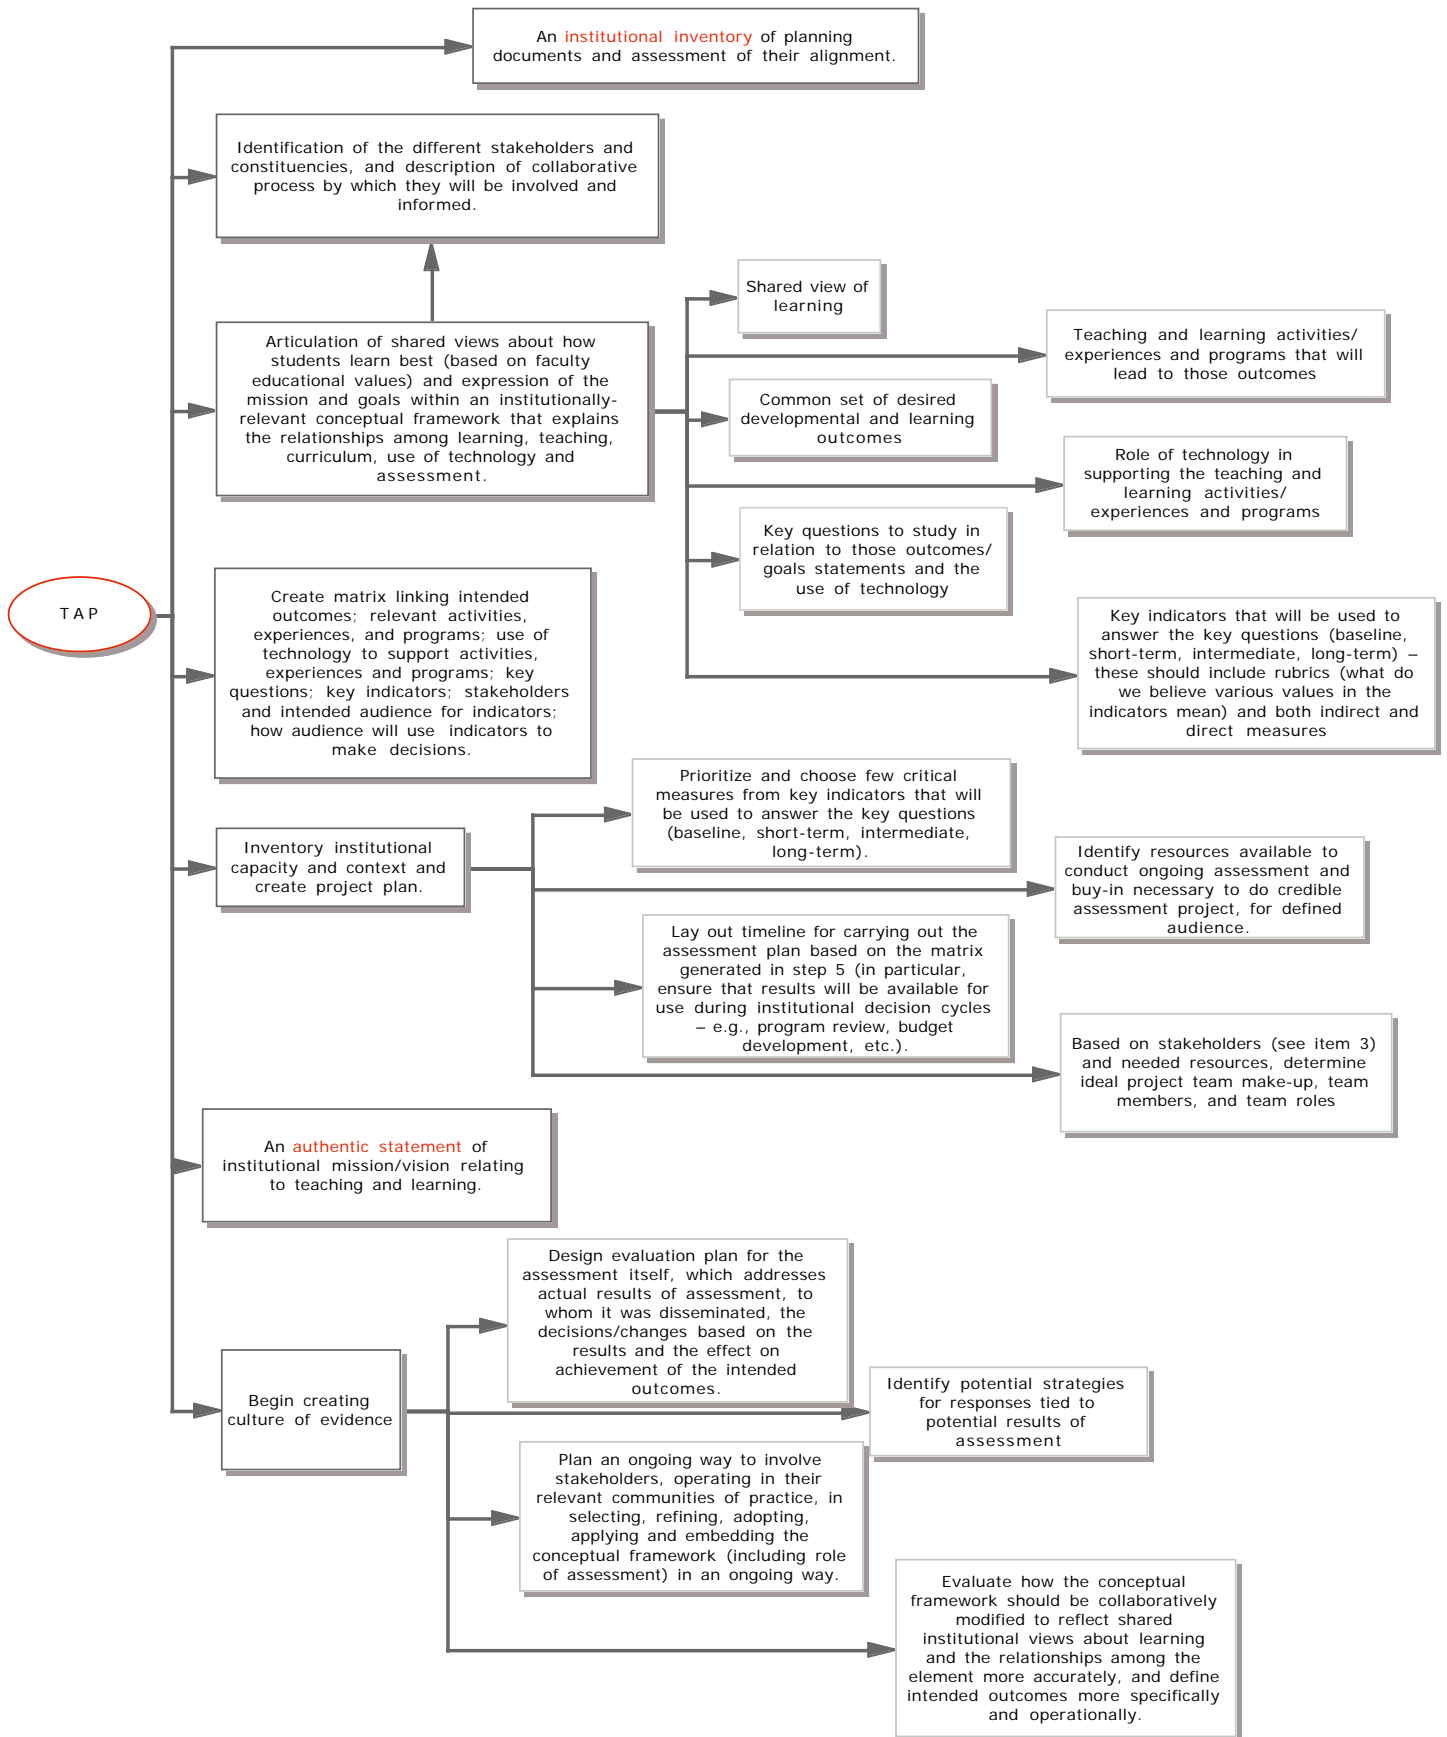 An institutional inventory of planning
documents and assessment of their alignment.
Identification of the different stakeholders and
constituencies, and description of collaborative
process by which they will be involved and
informed.
Articulation of shared views about how
students learn best (based on faculty
educational values) and expression of the
mission and goals within an institutionally-
relevant conceptual framework that explains
the relationships among learning, teaching,
curriculum, use of technology and
assessment.
Shared view of
learning
Teaching and learning activities/
experiences and programs that will
lead to those outcomes
Common set of desired
developmental and learning
outcomes
Role of technology in
supporting the teaching and
learning activities/
experiences and programs
Key questions to study in
relation to those outcomes/
goals statements and the
use of technology
Key indicators that will be used to
answer the key questions (baseline,
short-term, intermediate, long-term) –
these should include rubrics (what do
we believe various values in the
indicators mean) and both indirect and
direct measures
TAP
Create matrix linking intended
outcomes; relevant activities,
experiences, and programs; use of
technology to support activities,
experiences and programs; key
questions; key indicators; stakeholders
and intended audience for indicators;
how audience will use indicators to
make decisions.
Inventory institutional
capacity and context and
create project plan.
Prioritize and choose few critical
measures from key indicators that will
be used to answer the key questions
(baseline, short-term, intermediate,
long-term).
Identify resources available to
conduct ongoing assessment and
buy-in necessary to do credible
assessment project, for defined
audience.
Lay out timeline for carrying out the
assessment plan based on the matrix
generated in step 5 (in particular,
ensure that results will be available for
use during institutional decision cycles
– e.g., program review, budget
development, etc.).
Based on stakeholders (see item 3)
and needed resources, determine
ideal project team make-up, team
members, and team roles
An authentic statement of
institutional mission/vision relating
to teaching and learning.
Begin creating
culture of evidence
Design evaluation plan for the
assessment itself, which addresses
actual results of assessment, to
whom it was disseminated, the
decisions/changes based on the
results and the effect on
achievement of the intended
outcomes.
Identify potential strategies
for responses tied to
potential results of
assessment
Plan an ongoing way to involve
stakeholders, operating in their
relevant communities of practice, in
selecting, refining, adopting,
applying and embedding the
conceptual framework (including role
of assessment) in an ongoing way.
Evaluate how the conceptual
framework should be collaboratively
modified to reflect shared
institutional views about learning
and the relationships among the
element more accurately, and define
intended outcomes more specifically
and operationally.